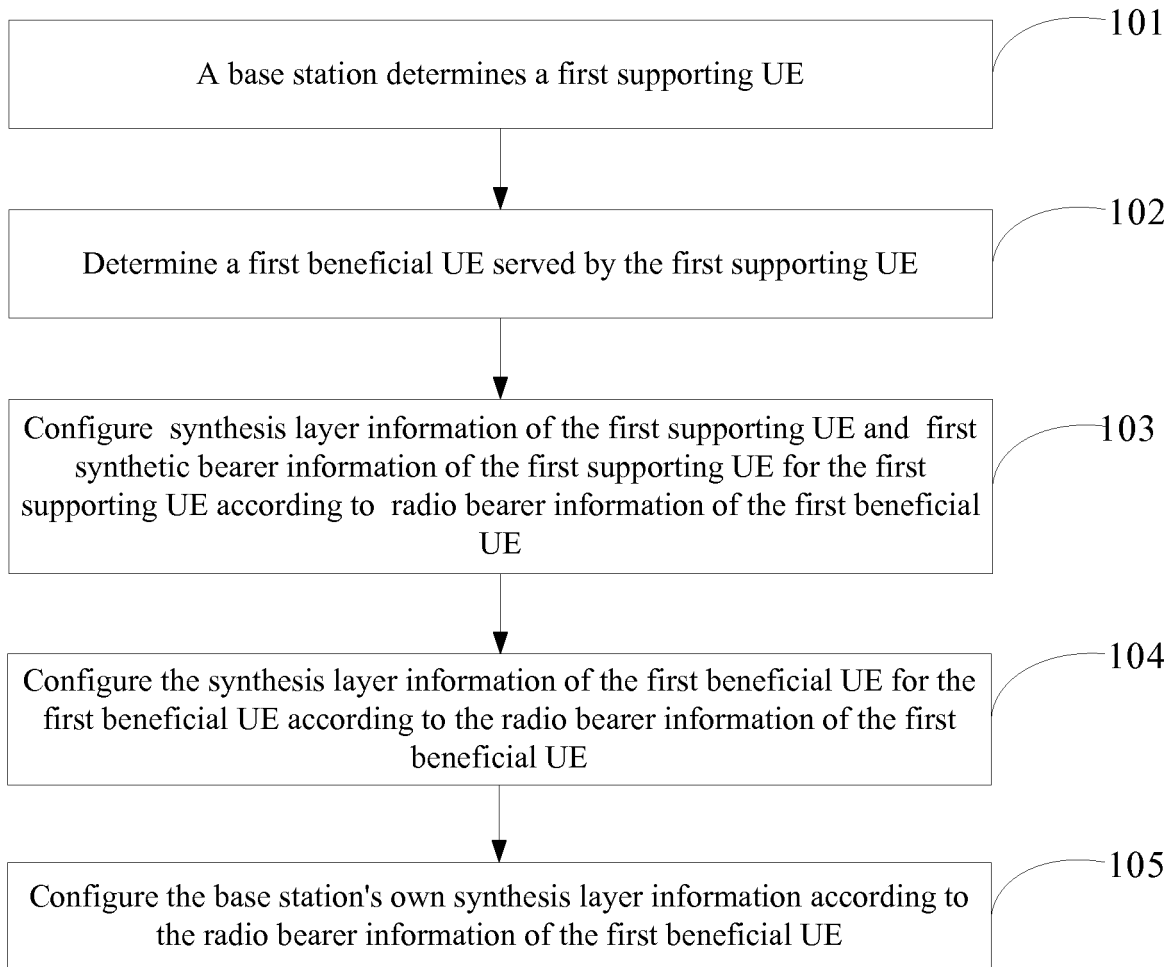 101
A base station determines a first supporting UE
102
Determine a first beneficial UE served by the first supporting UE
103
Configure synthesis layer information of the first supporting UE and first
synthetic bearer information of the first supporting UE for the first
supporting UE according to radio bearer information of the first beneficial
UE
104
Configure the synthesis layer information of the first beneficial UE for the
first beneficial UE according to the radio bearer information of the first
beneficial UE
105
Configure the base station's own synthesis layer information according to
the radio bearer information of the first beneficial UE